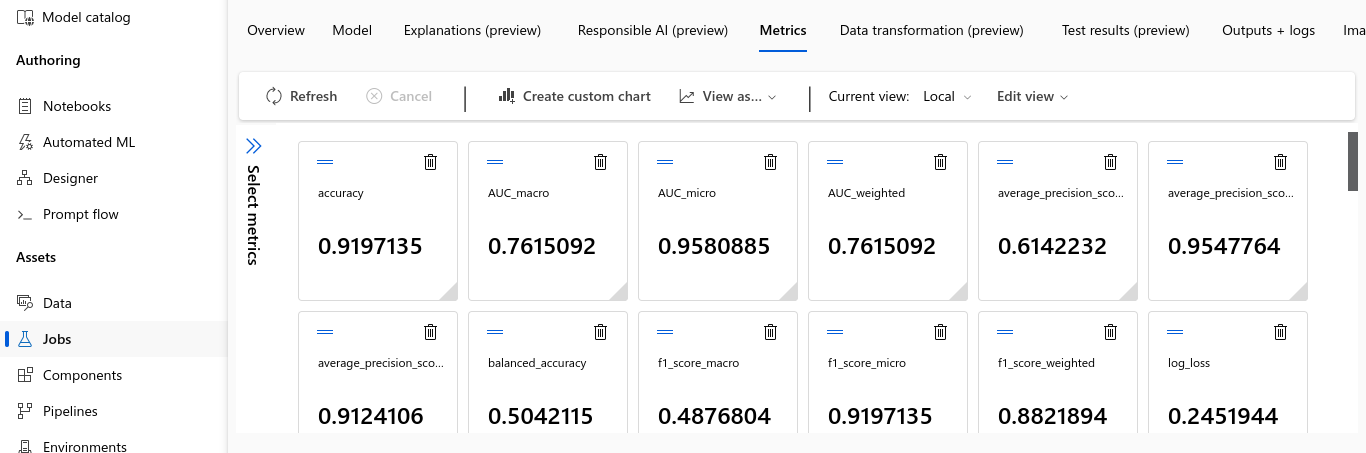 Model catalog
Authoring
Notebooks
Automated ML
Designer
Prompt flow
Assets
Data
Jobs
Components
Pipelines
Environments
Overview Model Explanations (preview) Responsible AI (preview) Metrics Data transformation (preview) Test results (preview) Outputs + logs Ima
Refresh Cancel Create custom chart View as... Current view: Local Edit view
Select metrics
accuracy AUC_macro AUC_micro AUC_weighted average_precision_sco... average_precision_sco...
0.9197135 0.7615092 0.9580885 0.7615092 0.6142232 0.9547764
average_precision_sco... balanced_accuracy f1_score_macro f1_score_micro f1_score_weighted log_loss
0.9124106 0.5042115 0.4876804 0.9197135 0.8821894 0.2451944